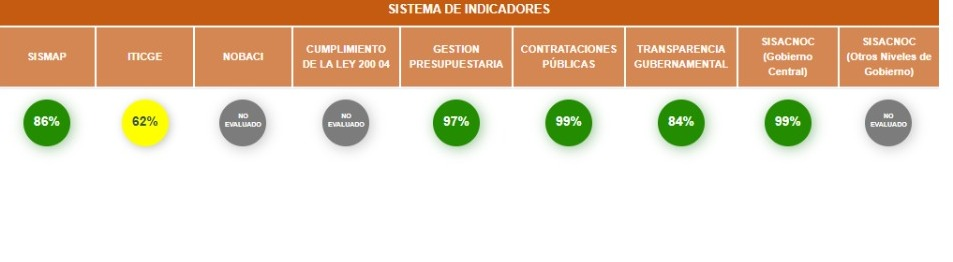 SISTEMA DE INDICADORES
SISMAP
ITICGE
NOBACI
CUMPLIMIENTO
DE LA LEY 200 04
GESTION
PRESUPUESTARIA
CONTRATACIONES
PÚBLICAS
TRANSPARENCIA
GUBERNAMENTAL
SISACNOC
(Gobierno
Central)
SISACNOC
(Otros Niveles de
Gobierno)
86%
62%
NO
EVALUADO
NO
EVALUADO
97%
99%
84%
99%
NO
EVALUADO